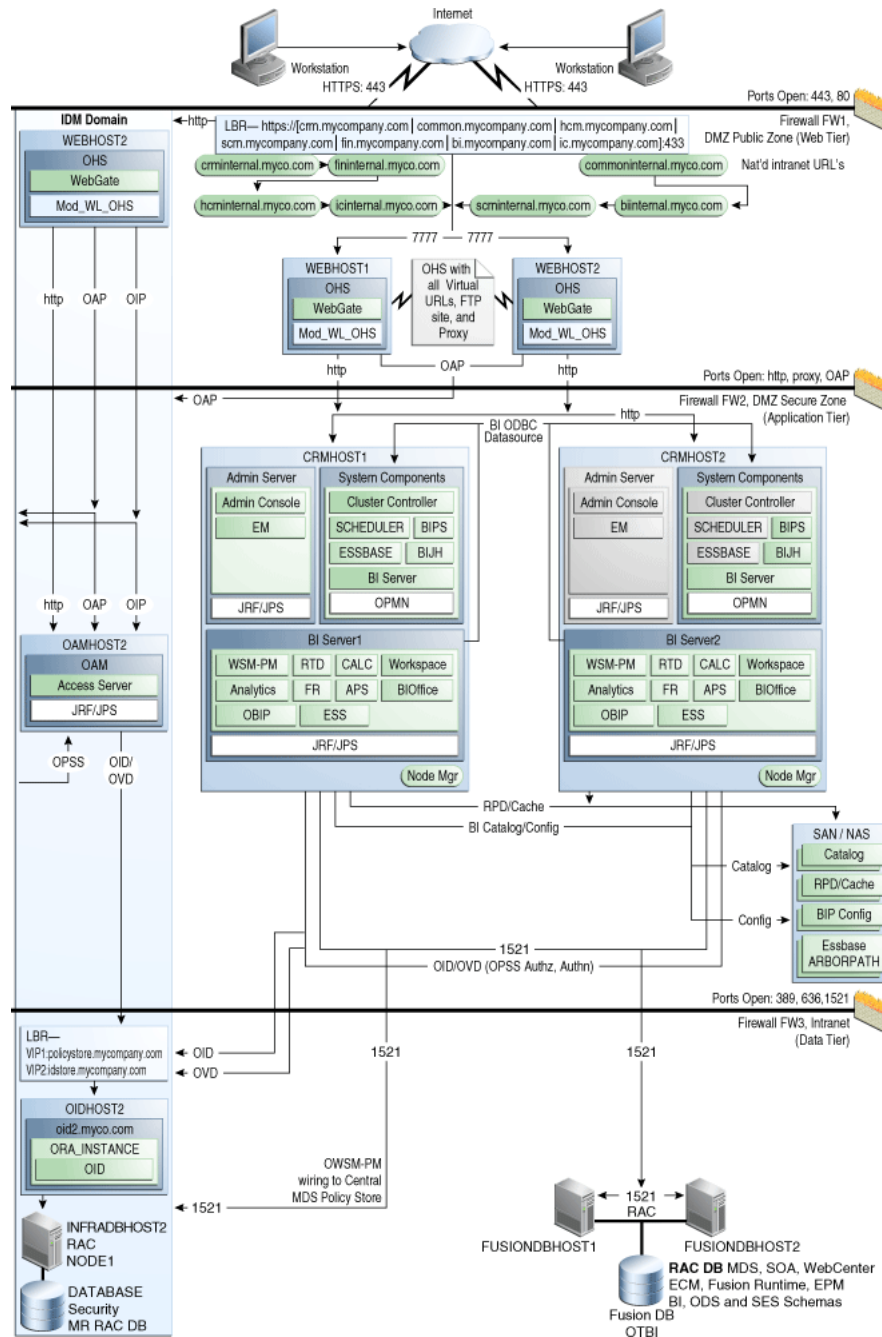 Internet
Workstation
Workstation
HTTPS: 443
HTTPS: 443
Ports Open: 443, 80
IDM Domain
http
LBR— https://[crm.mycompany.com | common.mycompany.com | hcm.mycompany.com |
scm.mycompany.com | fin.mycompany.com | bi.mycompany.com | ic.mycompany.com]:433
Firewall FW1,
DMZ Public Zone (Web Tier)
WEBHOST2
OHS
WebGate
Mod_WL_OHS
crminternal.myco.com
fininternal.myco.com
commoninternal.myco.com
Nat'd intranet URL's
hcminternal.myco.com
icinternal.myco.com
scminternal.myco.com
biinternal.myco.com
7777
7777
WEBHOST1
OHS
WebGate
Mod_WL_OHS
OHS with
all Virtual
URLs, FTP
site, and
Proxy
WEBHOST2
OHS
WebGate
Mod_WL_OHS
http
OAP
OIP
http
OAP
http
Ports Open: http, proxy, OAP
OAP
Firewall FW2, DMZ Secure Zone
(Application Tier)
BI ODBC
Datasource
http
CRMHOST1
Admin Server
Admin Console
EM
JRF/JPS
System Components
Cluster Controller
SCHEDULER
BIPS
ESSBASE
BIJH
BI Server
OPMN
BI Server1
WSM-PM
RTD
CALC
Workspace
Analytics
FR
APS
BIOffice
OBIP
ESS
JRF/JPS
Node Mgr
CRMHOST2
Admin Server
Admin Console
EM
JRF/JPS
System Components
Cluster Controller
SCHEDULER
BIPS
ESSBASE
BIJH
BI Server
OPMN
BI Server2
WSM-PM
RTD
CALC
Workspace
Analytics
FR
APS
BIOffice
OBIP
ESS
JRF/JPS
Node Mgr
http
OAP
OIP
OAMHOST2
OAM
Access Server
JRF/JPS
OPSS
OID/
OVD
RPD/Cache
BI Catalog/Config
SAN / NAS
Catalog
RPD/Cache
BIP Config
Essbase
ARBORPATH
Catalog
Config
1521
OID/OVD (OPSS Authz, Authn)
Ports Open: 389, 636,1521
Firewall FW3, Intranet
(Data Tier)
LBR—
VIP1:policystore.mycompany.com
VIP2:idstore.mycompany.com
OID
OVD
1521
1521
OIDHOST2
oid2.myco.com
ORA_INSTANCE
OID
OWSM-PM
wiring to Central
MDS Policy Store
1521
INFRADBHOST2
RAC
NODE1
DATABASE
Security
MR RAC DB
1521
RAC
FUSIONDBHOST1
FUSIONDBHOST2
RAC DB MDS, SOA, WebCenter
ECM, Fusion Runtime, EPM
BI, ODS and SES Schemas
Fusion DB
OTBI